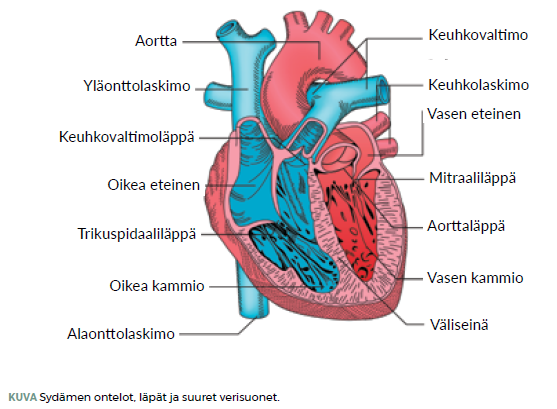 Aortta
Yläonttolaskimo
Keuhkovaltimoläppä
Oikea eteinen
Trikuspidaaliläppä
Oikea kammio
Alaonttolaskimo
Keuhkovaltimo
Keuhkolaskimo
Vasen eteinen
Mitraaliläppä
Aorttaläppä
Vasen kammio
Väliseinä
KUVA Sydämen ontelot, läpät ja suuret verisuonet.